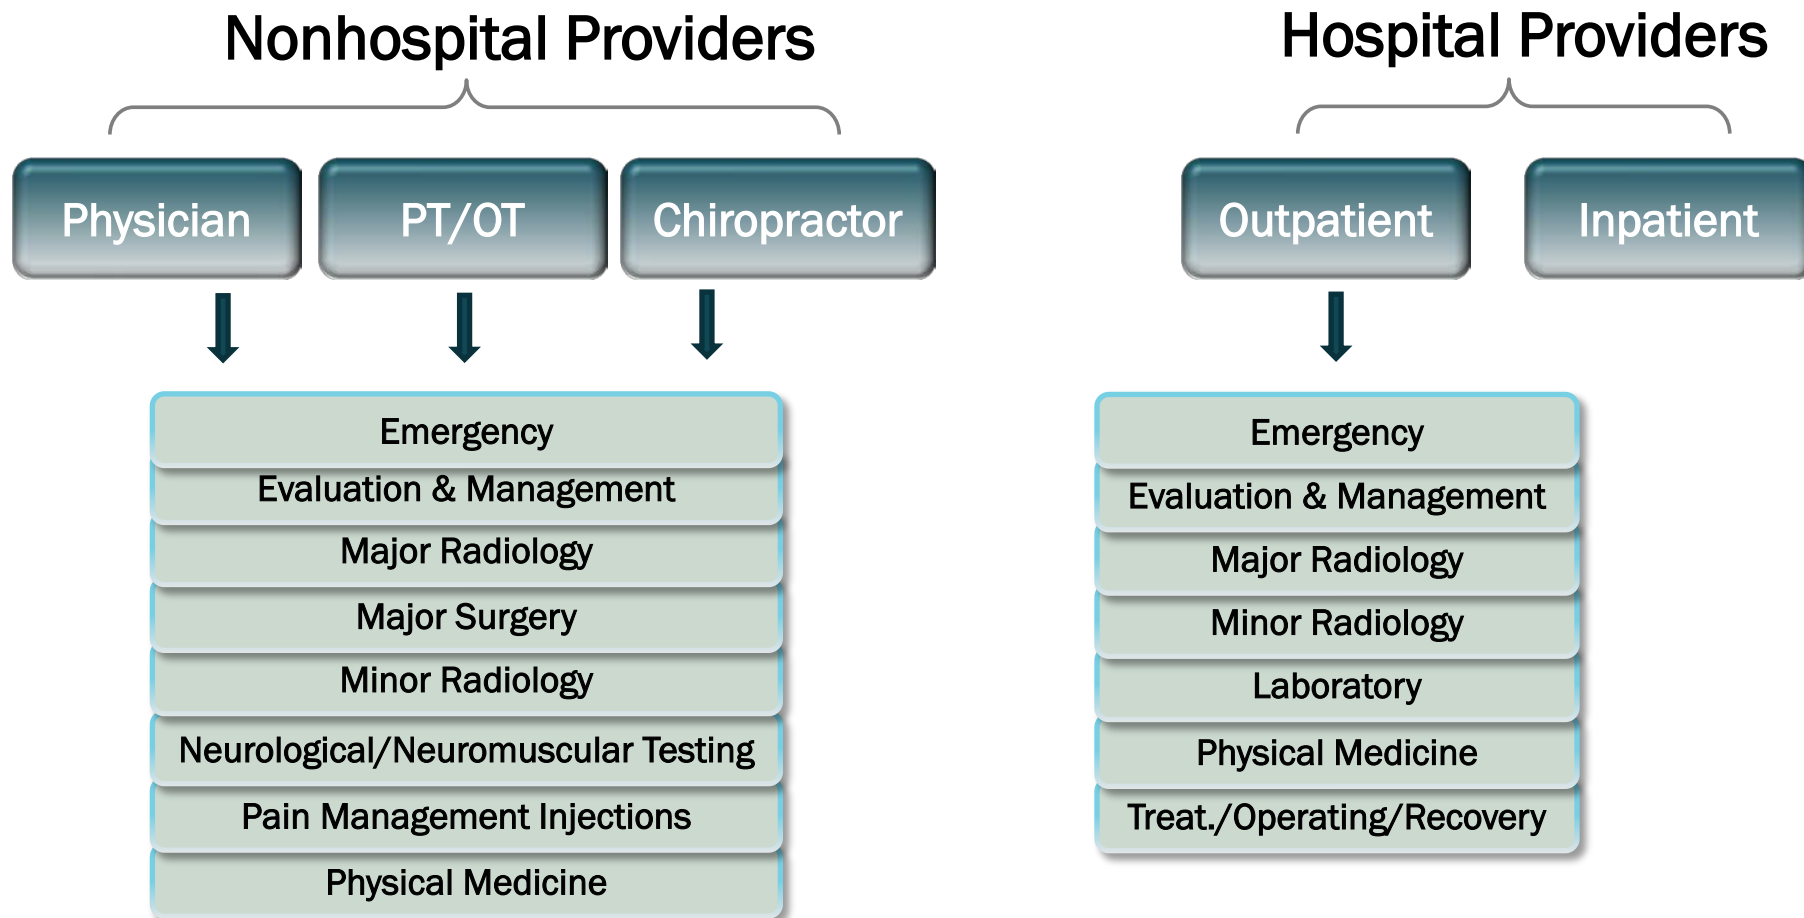 Nonhospital Providers
Physician
PT/OT
Chiropractor
Emergency
Evaluation & Management
Major Radiology
Major Surgery
Minor Radiology
Neurological/Neuromuscular Testing
Pain Management Injections
Physical Medicine
Hospital Providers
Outpatient
Inpatient
Emergency
Evaluation & Management
Major Radiology
Minor Radiology
Laboratory
Physical Medicine
Treat./Operating/Recovery